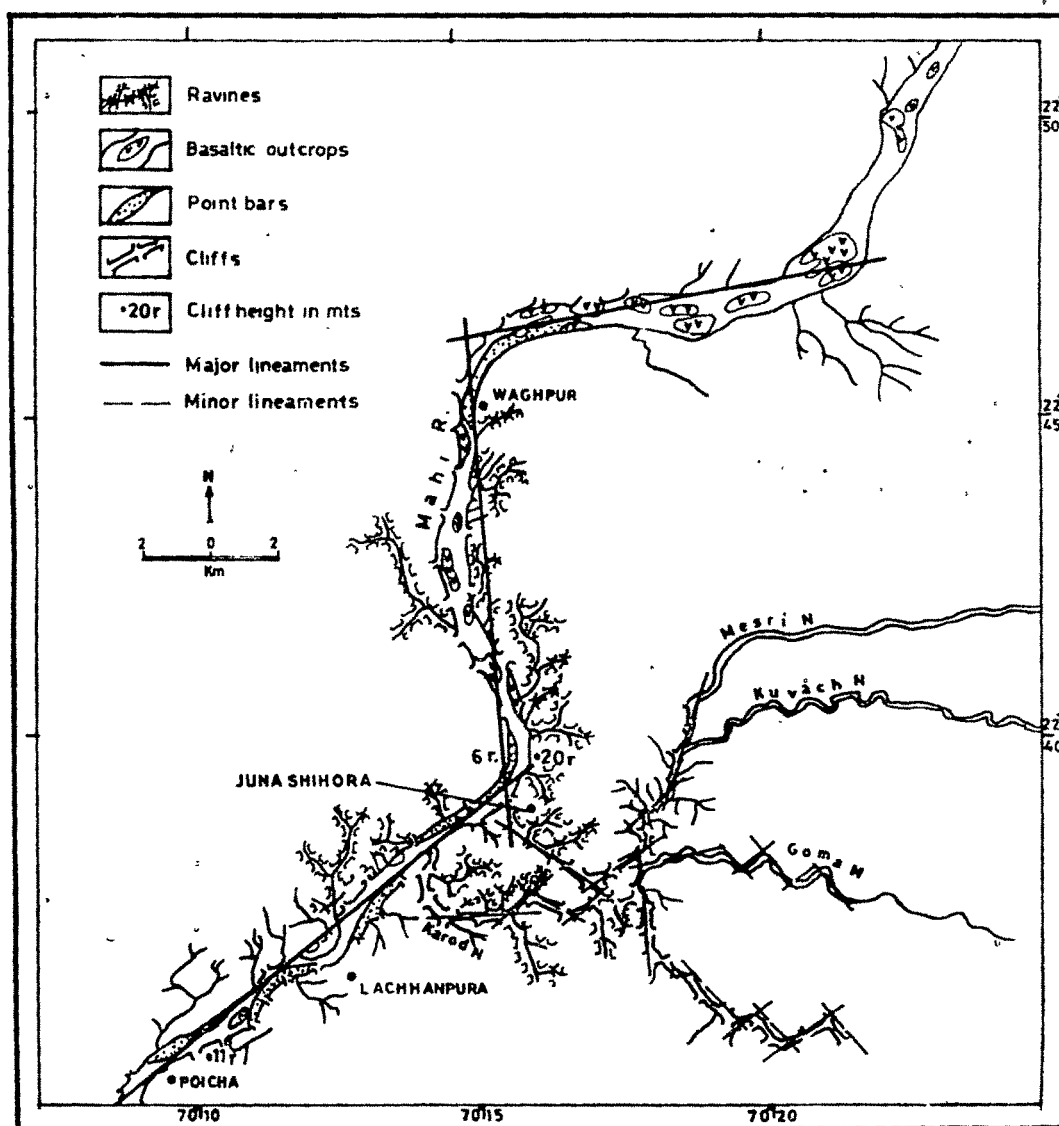 Ravines
Basaltic outcrops
Point bars
Cliffs
•20r Cliff height in mts
Major lineaments
Minor lineaments
N
2 0 2
Km
22 50
22 45
22 40
WAGHPUR
Mahi R.
Mesri N
Kuvach N
6r.
•20r
JUNA SHIHORA
Goma N
Karod N
LACHHANPURA
•11r
POICHA
70 10
70 15
70 20